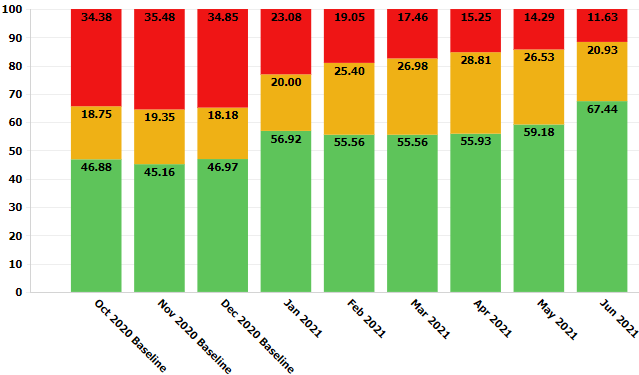 100
90
80
70
60
50
40
30
20
10
0
34.38 35.48 34.85 23.08 19.05 17.46 15.25 14.29 11.63
18.75 19.35 18.18 20.00 25.40 26.98 28.81 26.53 20.93
46.88 45.16 46.97 56.92 55.56 55.56 55.93 59.18 67.44
Oct 2020 Baseline
Nov 2020 Baseline
Dec 2020 Baseline
Jan 2021
Feb 2021
Mar 2021
Apr 2021
May 2021
Jun 2021